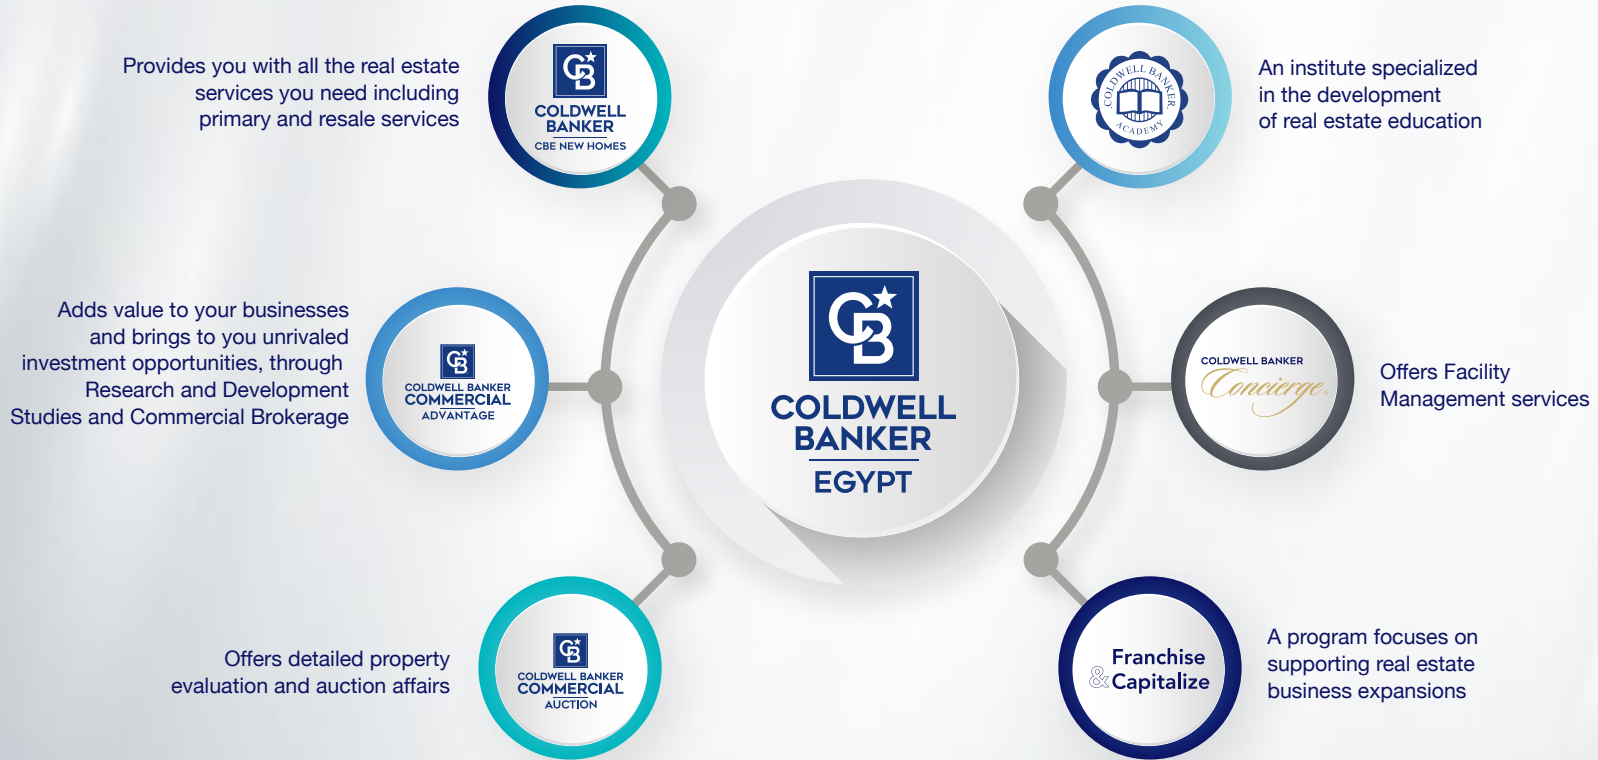 Provides you with all the real estate
services you need including
primary and resale services
CB
COLDWELL
BANKER
CBE NEW HOMES
Adds value to your businesses
and brings to you unrivaled
investment opportunities, through
Research and Development
Studies and Commercial Brokerage
CB
COLDWELL BANKER
COMMERCIAL
ADVANTAGE
Offers detailed property
evaluation and auction affairs
CB
COLDWELL BANKER
COMMERCIAL
AUCTION
CB
COLDWELL
BANKER
EGYPT
COLDWELL BANKER
ACADEMY
An institute specialized
in the development
of real estate education
COLDWELL BANKER
Concierge®
Offers Facility
Management services
Franchise
&Capitalize
A program focuses on
supporting real estate
business expansions